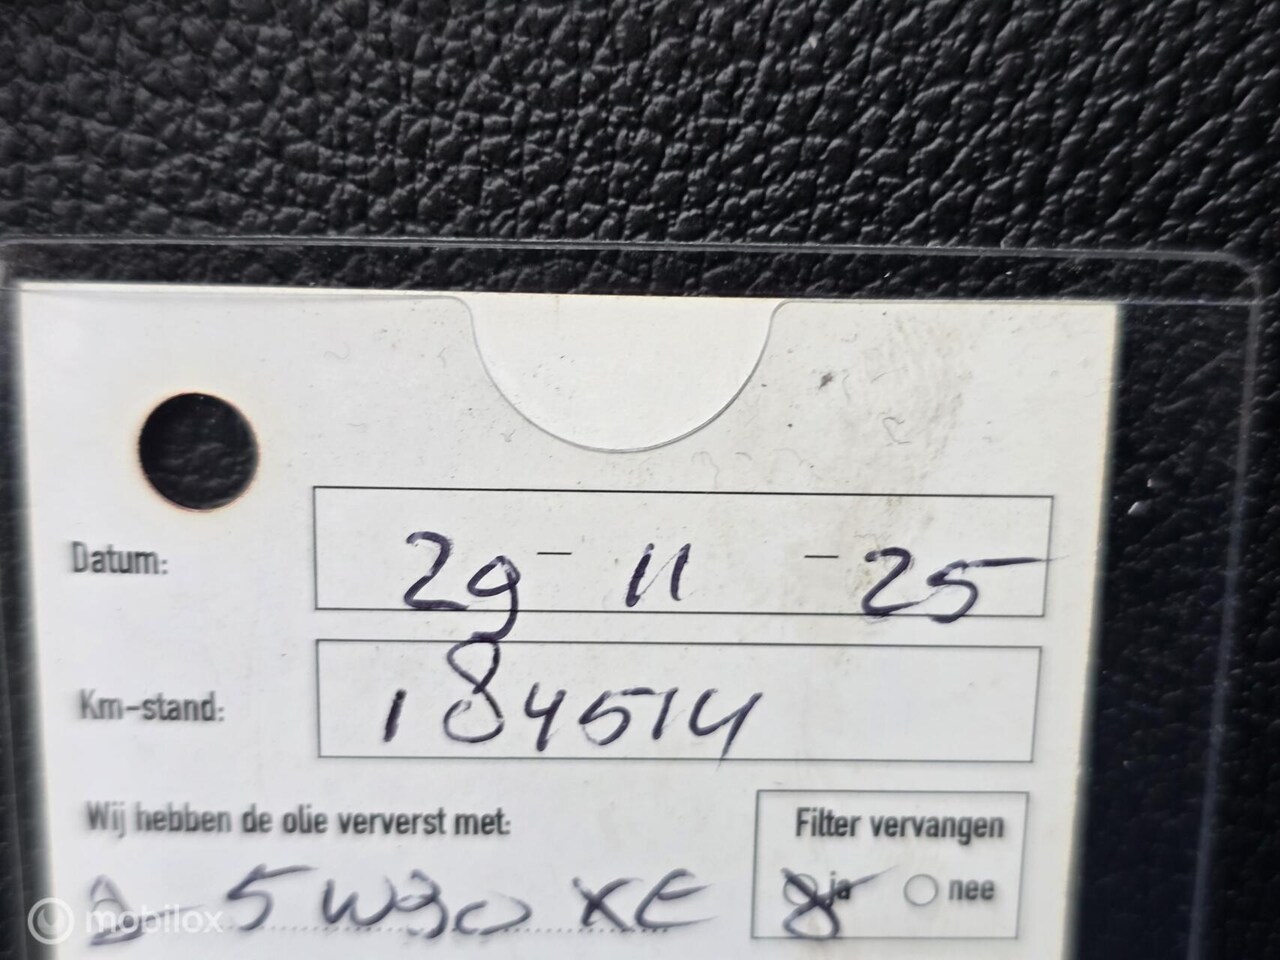 Datum: 29 - 11 - 25
Km-stand: 184514
Wij hebben de olie ververst met:
Filter vervangen
5W30 XE
ja nee
mobilox